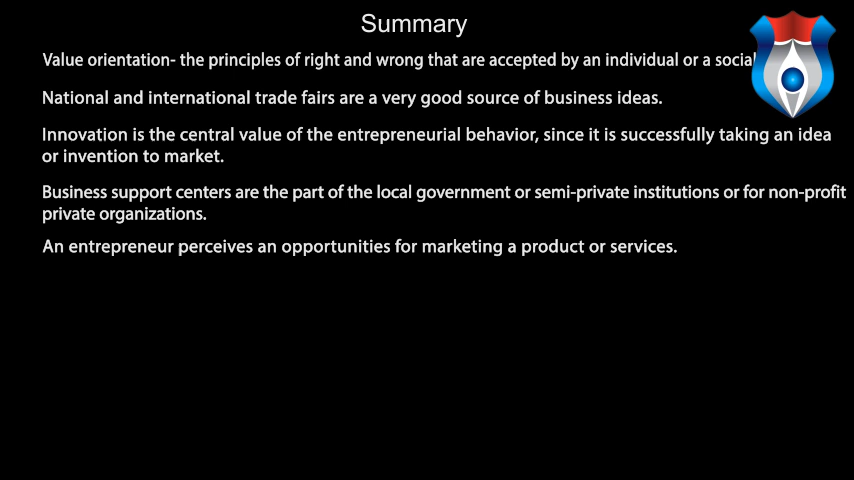 Summary
Value orientation- the principles of right and wrong that are accepted by an individual or a social
National and international trade fairs are a very good source of business ideas.
Innovation is the central value of the entrepreneurial behavior, since it is successfully taking an idea
or invention to market.
Business support centers are the part of the local government or semi-private institutions or for non-profit
private organizations.
An entrepreneur perceives an opportunities for marketing a product or services.